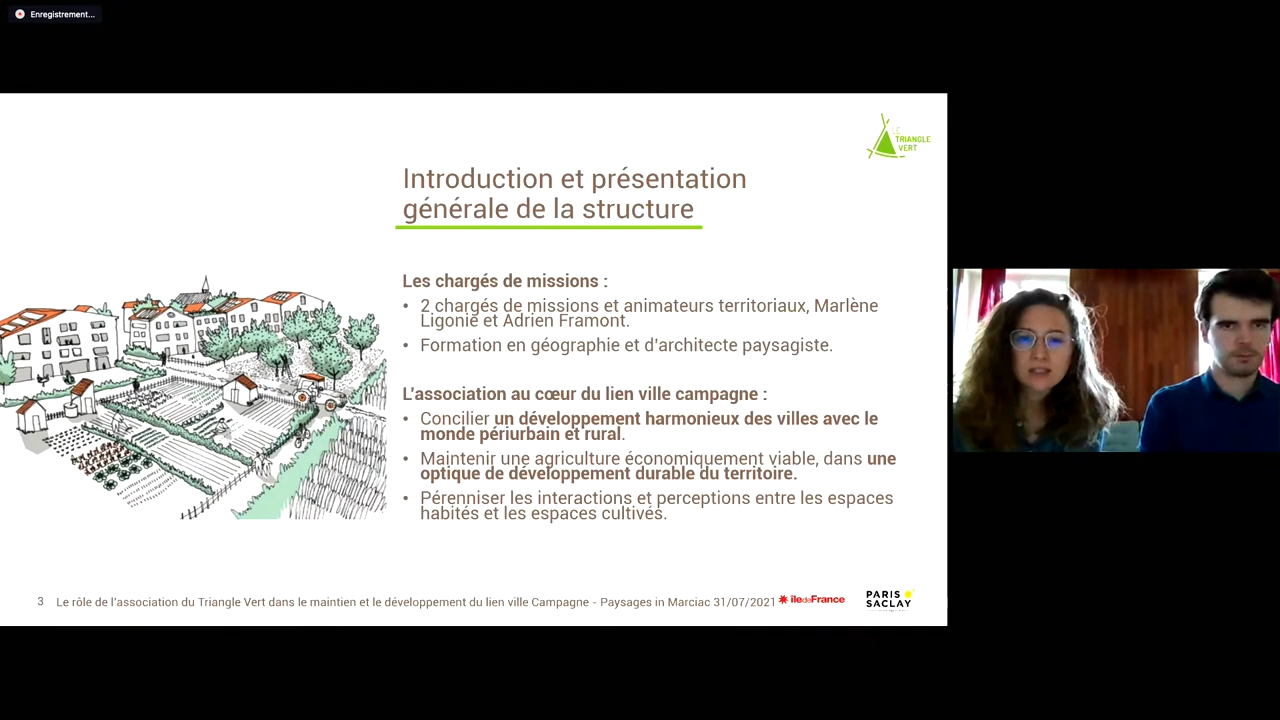 Enregistrement...
LE
TRIANGLE
VERT
Introduction et présentation
générale de la structure
Les chargés de missions :
• 2 chargés de missions et animateurs territoriaux, Marlène
Ligonie et Adrien Framont.
• Formation en géographie et d'architecte paysagiste.
L'association au cœur du lien ville campagne :
• Concilier un développement harmonieux des villes avec le
monde périurbain et rural.
• Maintenir une agriculture économiquement viable, dans une
optique de développement durable du territoire.
• Pérenniser les interactions et perceptions entre les espaces
habités et les espaces cultivés.
3 Le rôle de l'association du Triangle Vert dans le maintien et le développement du lien ville Campagne - Paysages in Marciac 31/07/2021
îledeFrance
PARIS
SACLAY